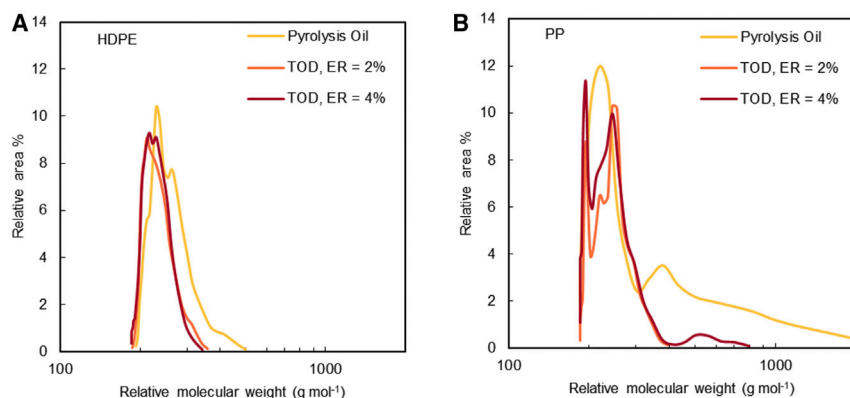 A
HDPE
Pyrolysis Oil
TOD, ER = 2%
TOD, ER = 4%
14
12
10
8
6
4
2
0
Relative area %
100
1000
Relative molecular weight (g mol-1)
B
PP
Pyrolysis Oil
TOD, ER = 2%
TOD, ER = 4%
14
12
10
8
6
4
2
0
Relative area %
100
1000
Relative molecular weight (g mol-1)